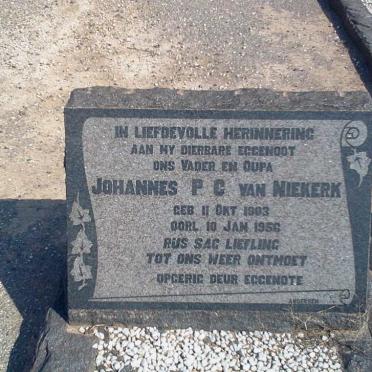 IN LIEFDEVOLLE HERINNERING
AAN MY DIERBARE EGGENOOT
ONS VADER EN OUPA
JOHANNES P C VAN NIEKERK
GEB 11 OKT 1903
OORL 10 JAN 1956
RUS SAG LIEFLING
TOT ONS WEER ONTMOET
OPGERIG DEUR EGGENOTE
ANDERSEN